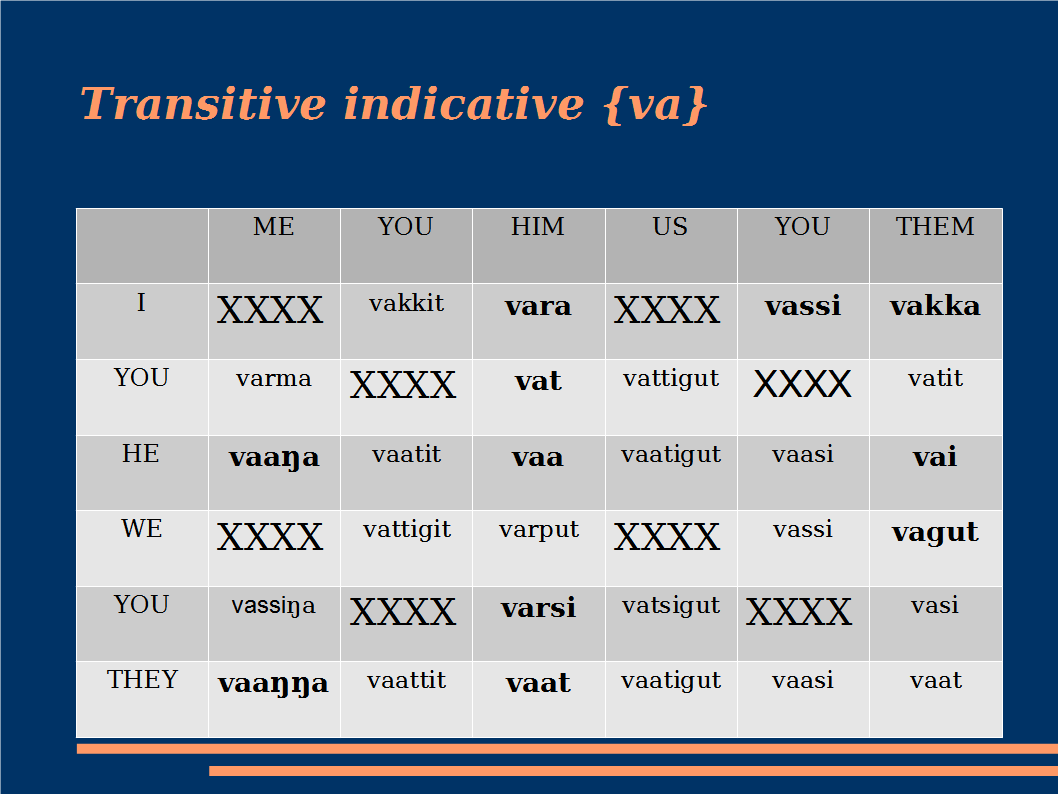 Transitive indicative {va}
ME YOU HIM US YOU THEM
I XXXX vakkit vara XXXX vassi vakka
YOU varma XXXX vat vattigut XXXX vatit
HE vaaŋa vaatit vaa vaatigut vaasi vai
WE XXXX vattigit varput XXXX vassi vagut
YOU vassiŋa XXXX varsi vatsigut XXXX vasi
THEY vaaŋŋa vaattit vaat vaatigut vaasi vaat